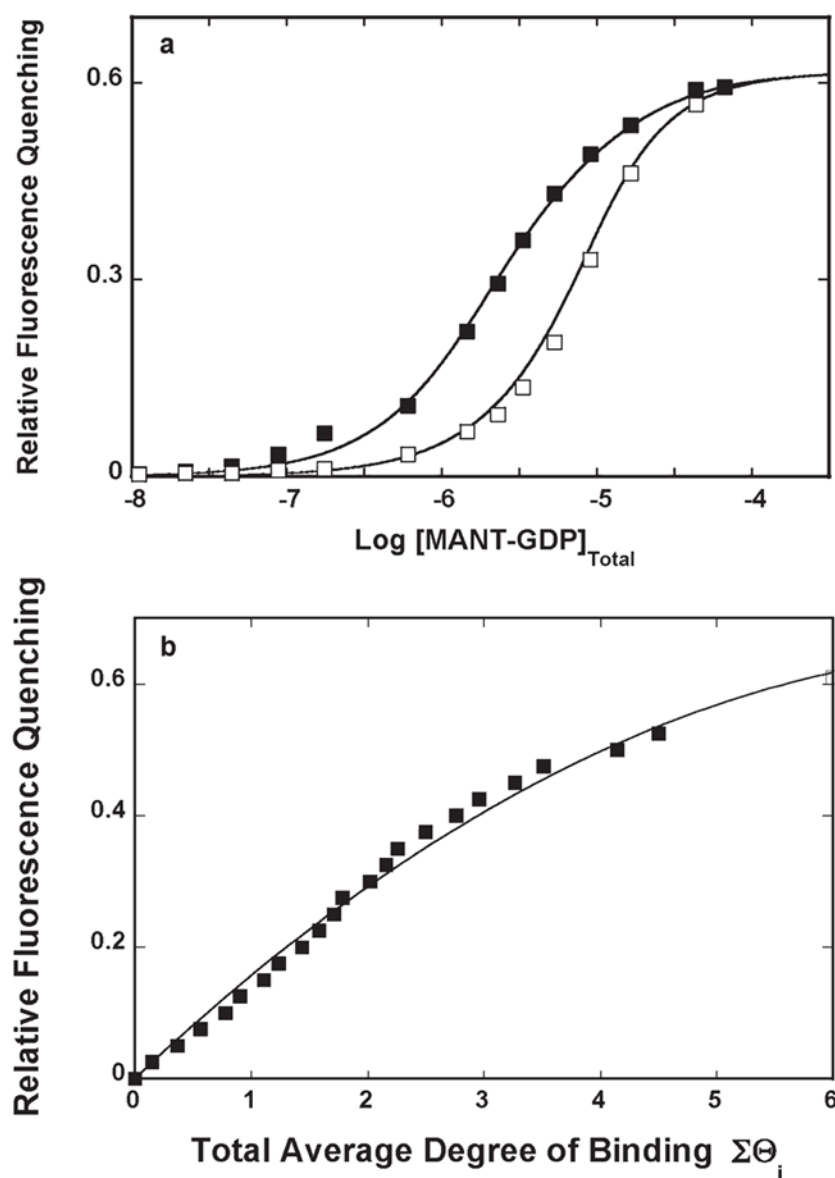 a
Relative Fluorescence Quenching
0.6
0.3
0
-8 -7 -6 -5 -4
Log [MANT-GDP]Total
b
Relative Fluorescence Quenching
0.6
0.4
0.2
0
0 1 2 3 4 5 6
Total Average Degree of Binding ΣΘi